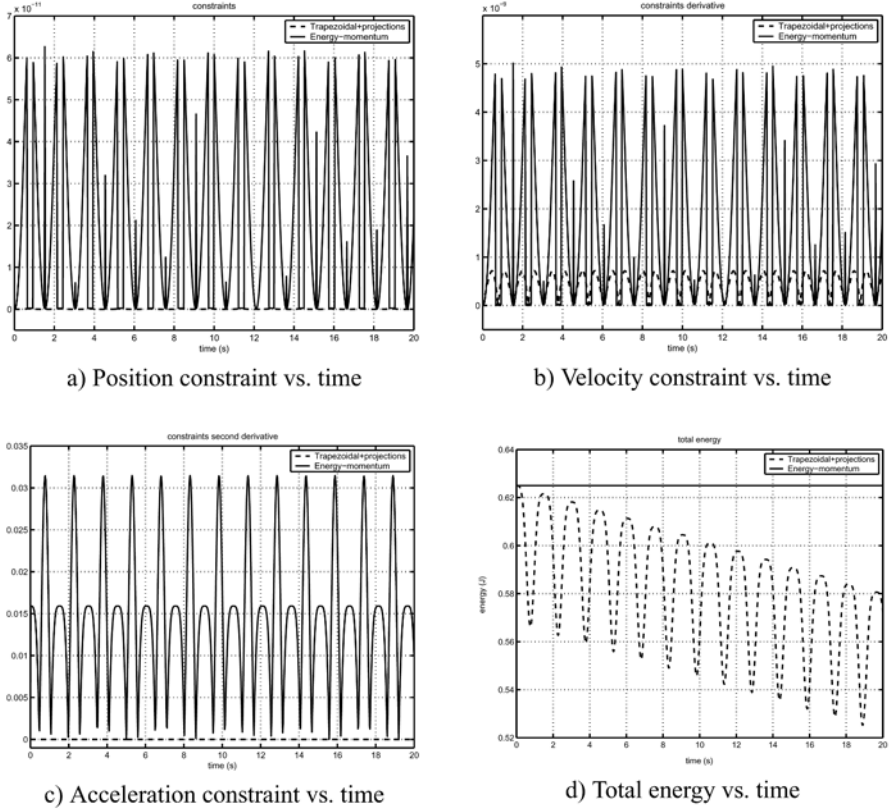 constraints
x 10⁻¹¹
Trapezoidal+projections
Energy−momentum
7
6
5
4
3
2
1
0
0 2 4 6 8 10 12 14 16 18 20
time (s)
a) Position constraint vs. time
constraints derivative
x 10⁻⁹
Trapezoidal+projections
Energy−momentum
5
4
3
2
1
0
0 2 4 6 8 10 12 14 16 18 20
time (s)
b) Velocity constraint vs. time
constraints second derivative
Trapezoidal+projections
Energy−momentum
0.035
0.03
0.025
0.02
0.015
0.01
0.005
0
0 2 4 6 8 10 12 14 16 18 20
time (s)
c) Acceleration constraint vs. time
total energy
Trapezoidal+projections
Energy−momentum
0.64
0.62
0.6
0.58
0.56
0.54
0.52
energy (J)
0 2 4 6 8 10 12 14 16 18 20
time (s)
d) Total energy vs. time